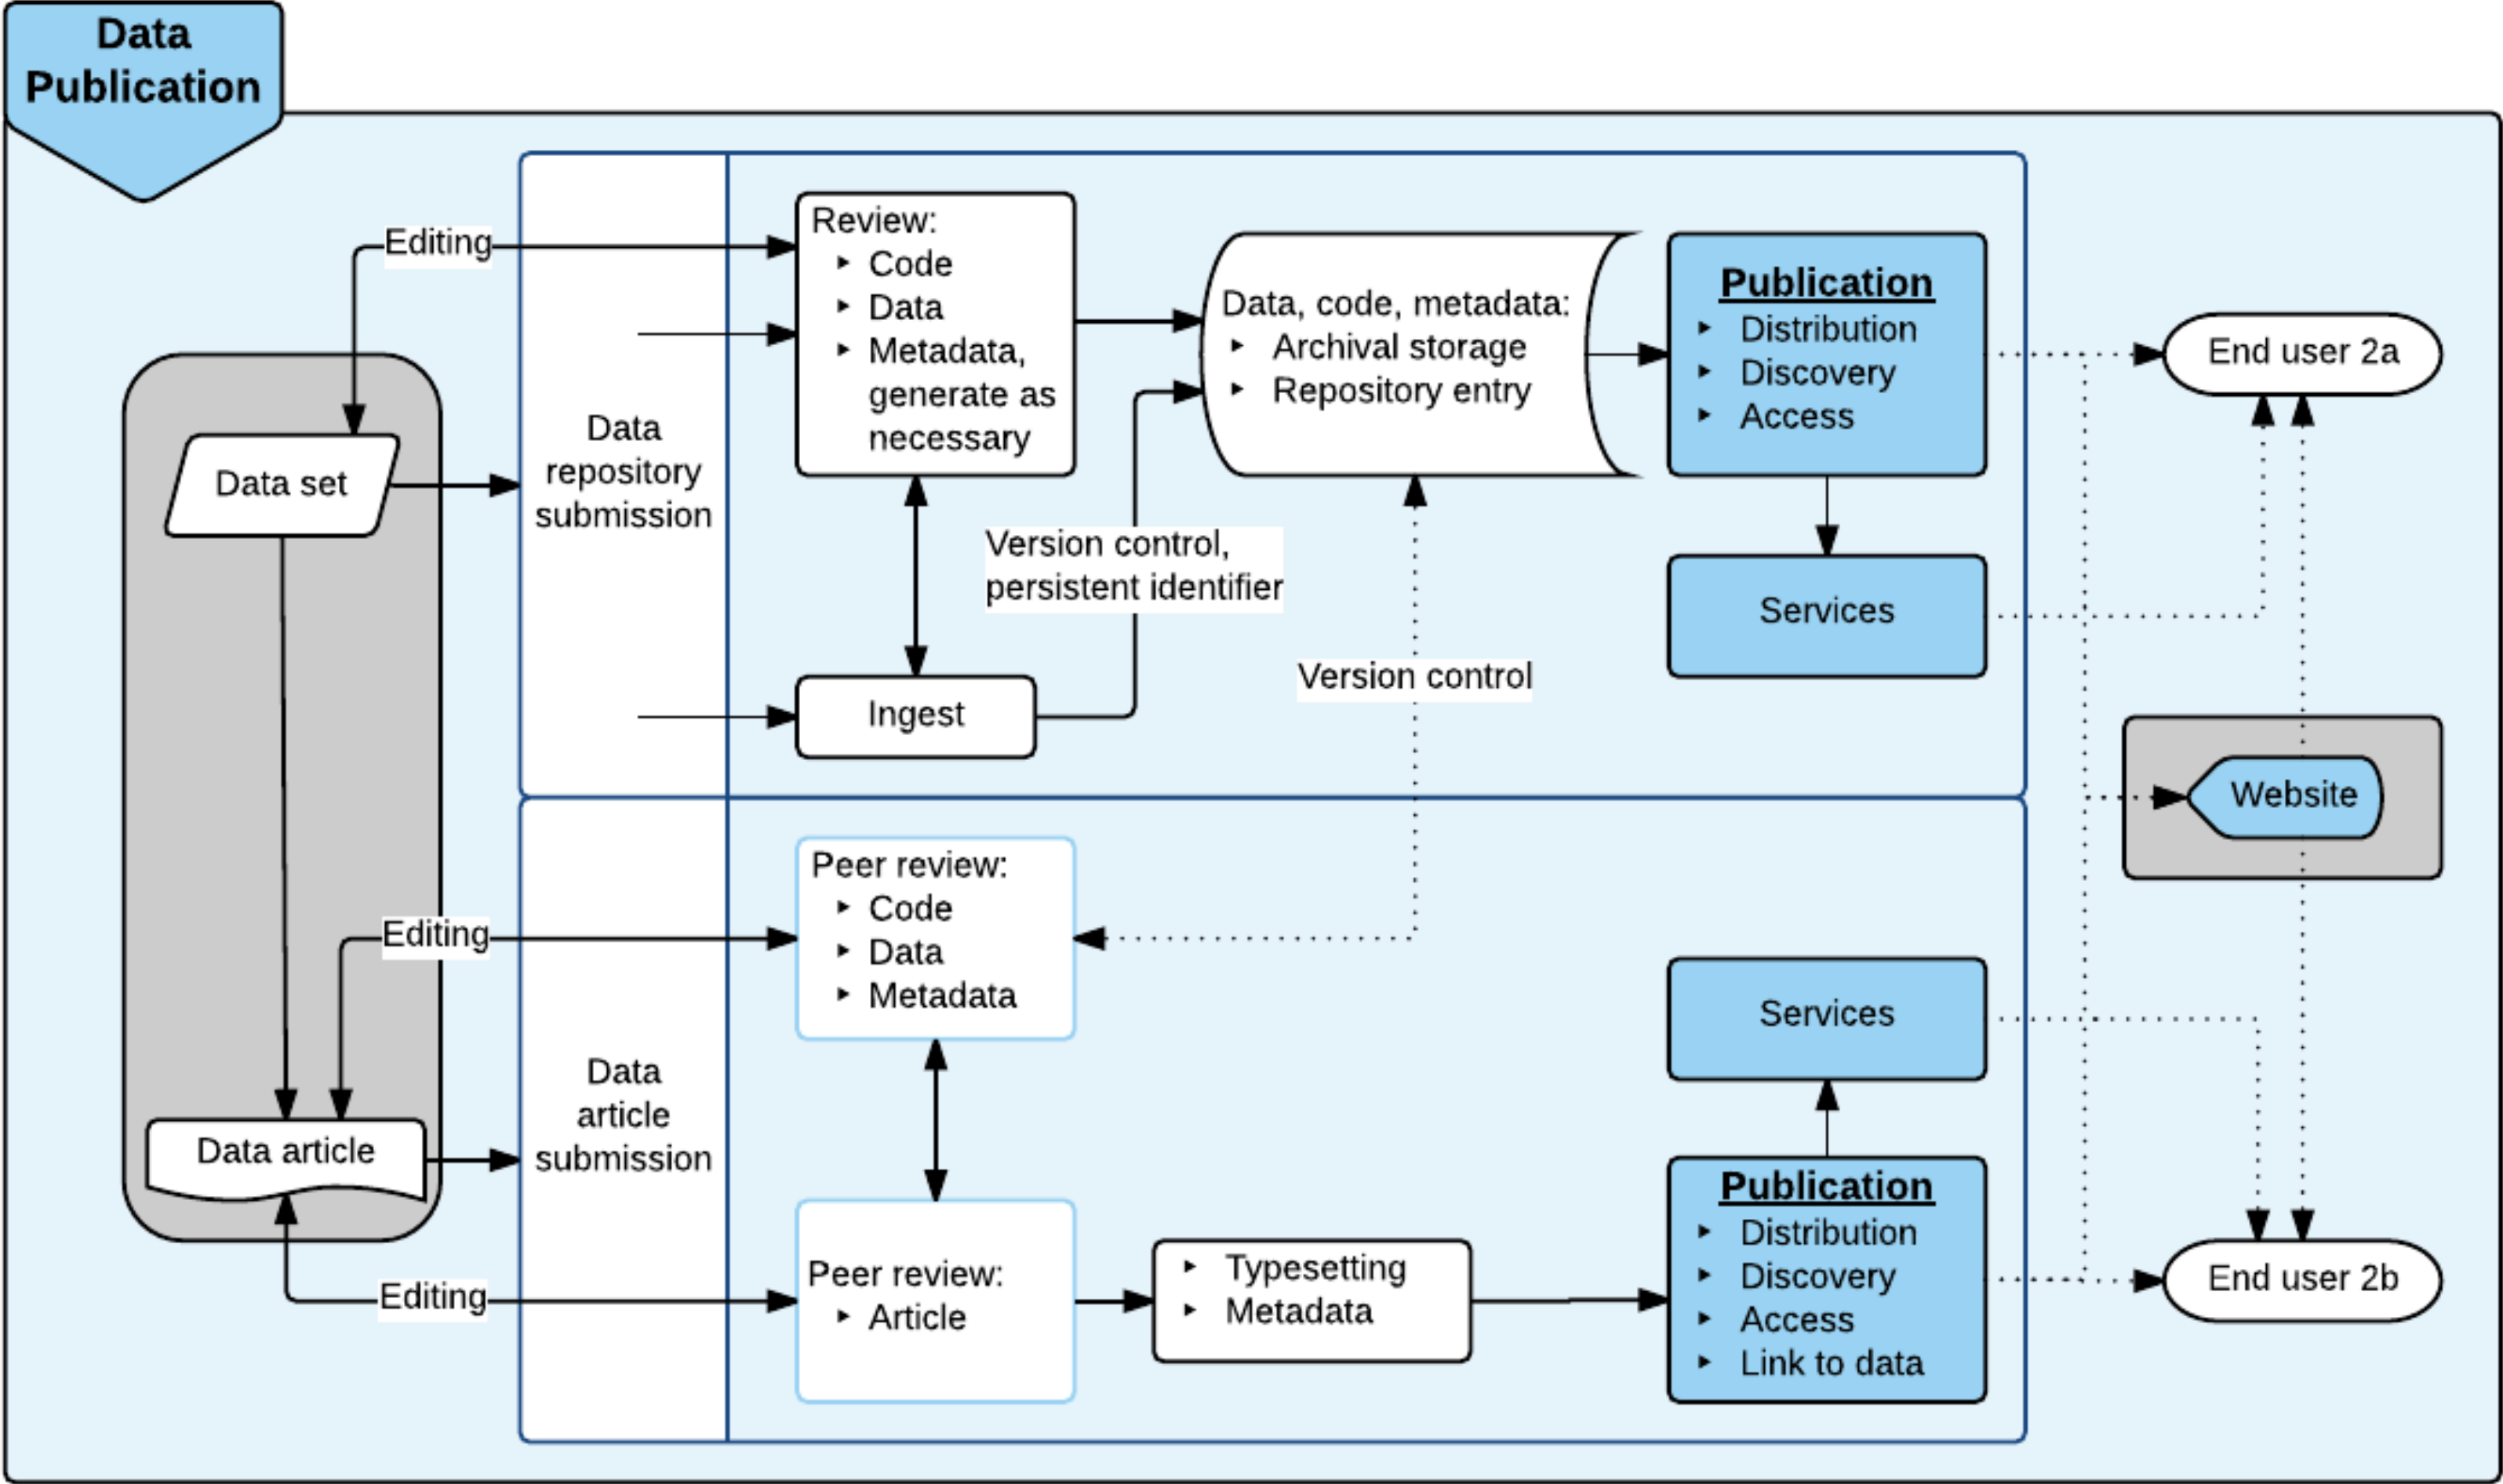 Data
Publication
Editing
Data set
Data
repository
submission
Review:
‣ Code
‣ Data
‣ Metadata,
generate as
necessary
Version control,
persistent identifier
Ingest
Data, code, metadata:
‣ Archival storage
‣ Repository entry
Version control
Publication
‣ Distribution
‣ Discovery
‣ Access
Services
End user 2a
Website
Editing
Data article
Editing
Data
article
submission
Peer review:
‣ Code
‣ Data
‣ Metadata
Peer review:
‣ Article
‣ Typesetting
‣ Metadata
Services
Publication
‣ Distribution
‣ Discovery
‣ Access
‣ Link to data
End user 2b